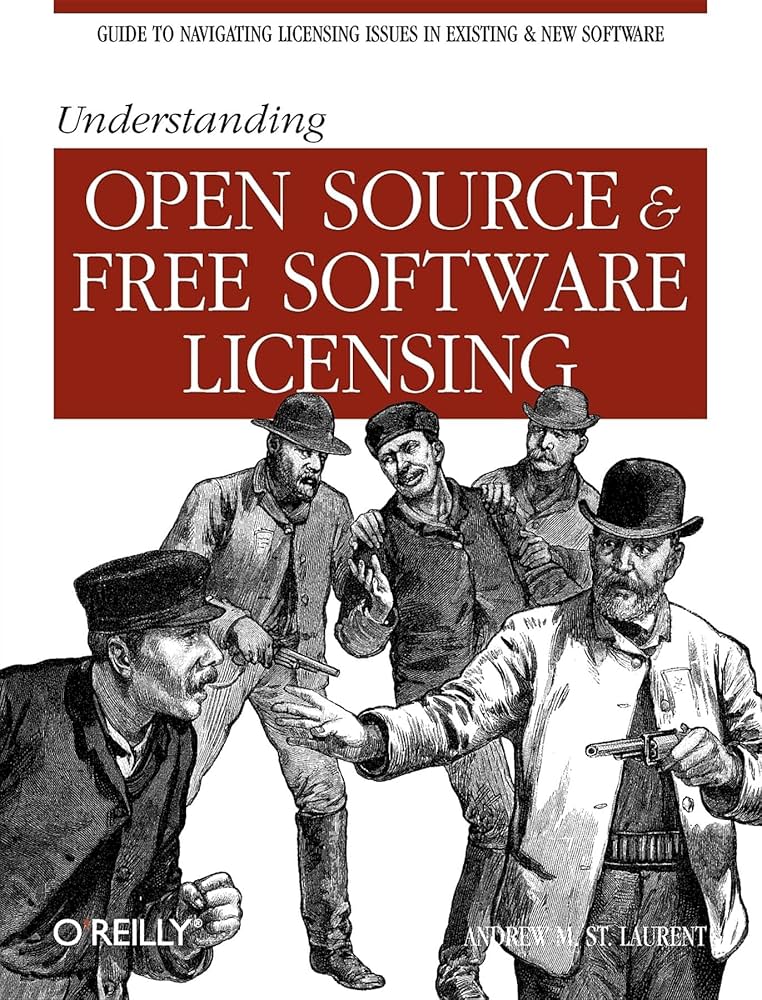 GUIDE TO NAVIGATING LICENSING ISSUES IN EXISTING & NEW SOFTWARE
Understanding
OPEN SOURCE &
FREE SOFTWARE
LICENSING
O'REILLY®
ANDREW M. ST. LAURENT